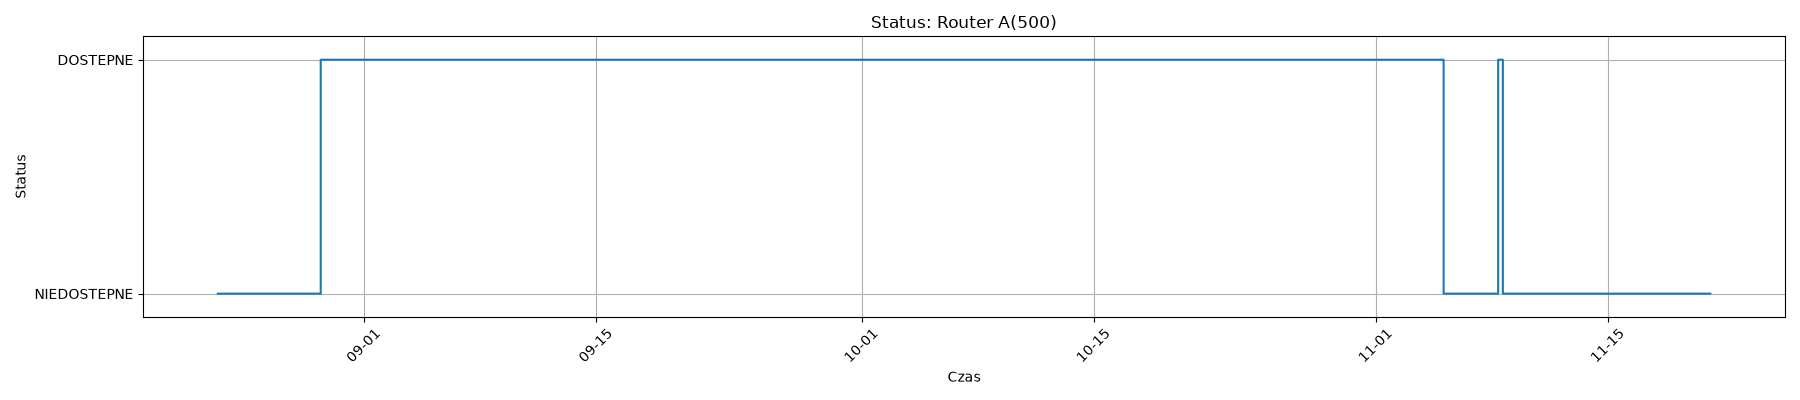 Status: Router A(500)
DOSTEPNE
Status
NIEDOSTEPNE
09-01
09-15
10-01
10-15
11-01
11-15
Czas